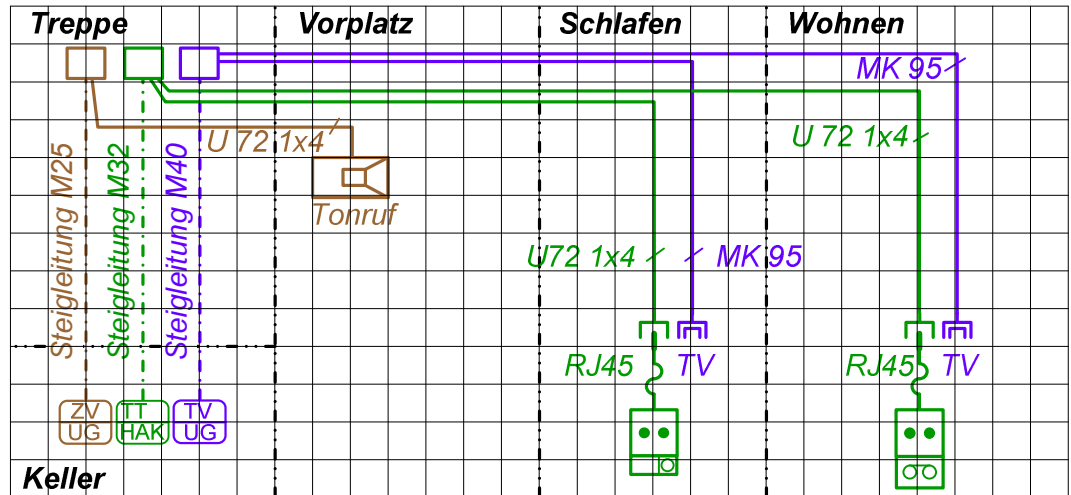 Treppe
Vorplatz
Schlafen
Wohnen
MK 95
U 72 1x4
U 72 1x4
Steigleitung M25
Steigleitung M32
Steigleitung M40
Tonruf
U72 1x4
MK 95
RJ45
TV
RJ45
TV
ZV
UG
TT
HAK
TV
UG
Keller